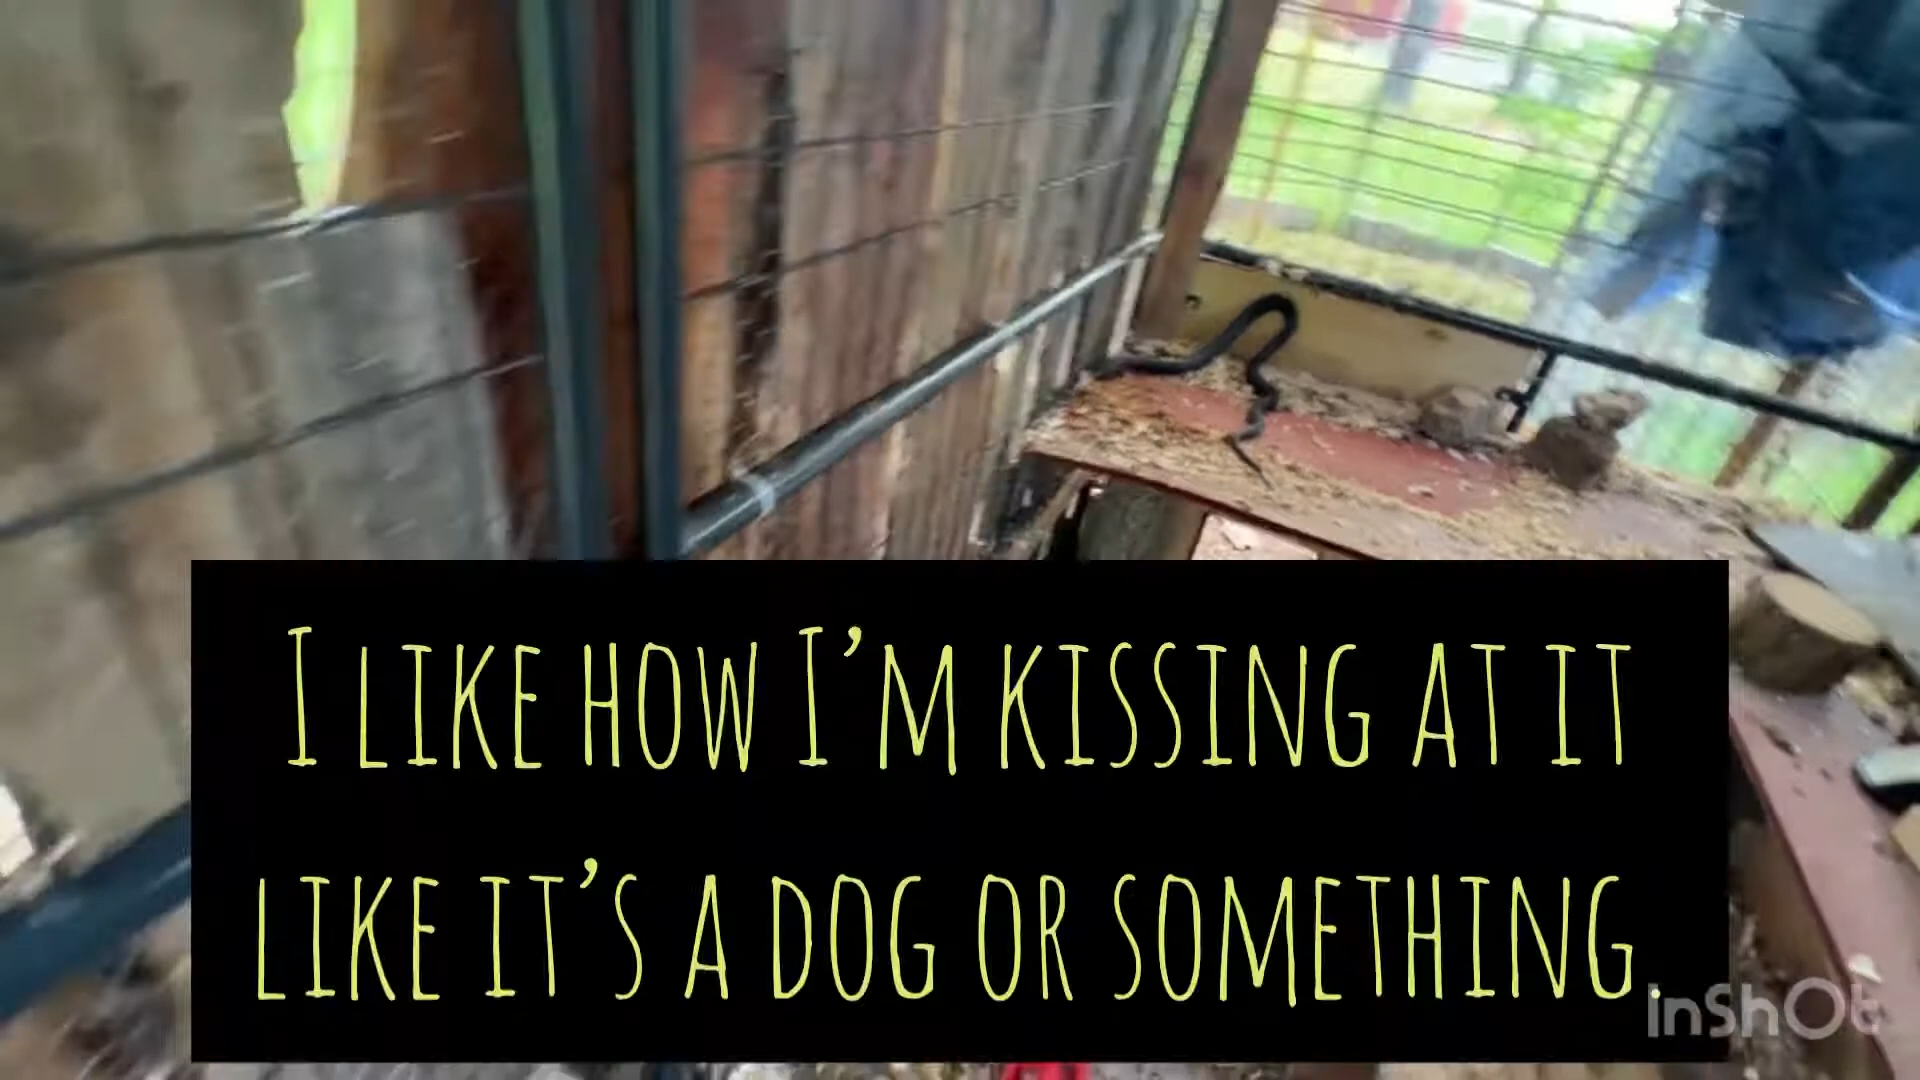 I LIKE HOW I'M KISSING AT IT
LIKE IT'S A DOG OR SOMETHING.
InShOt